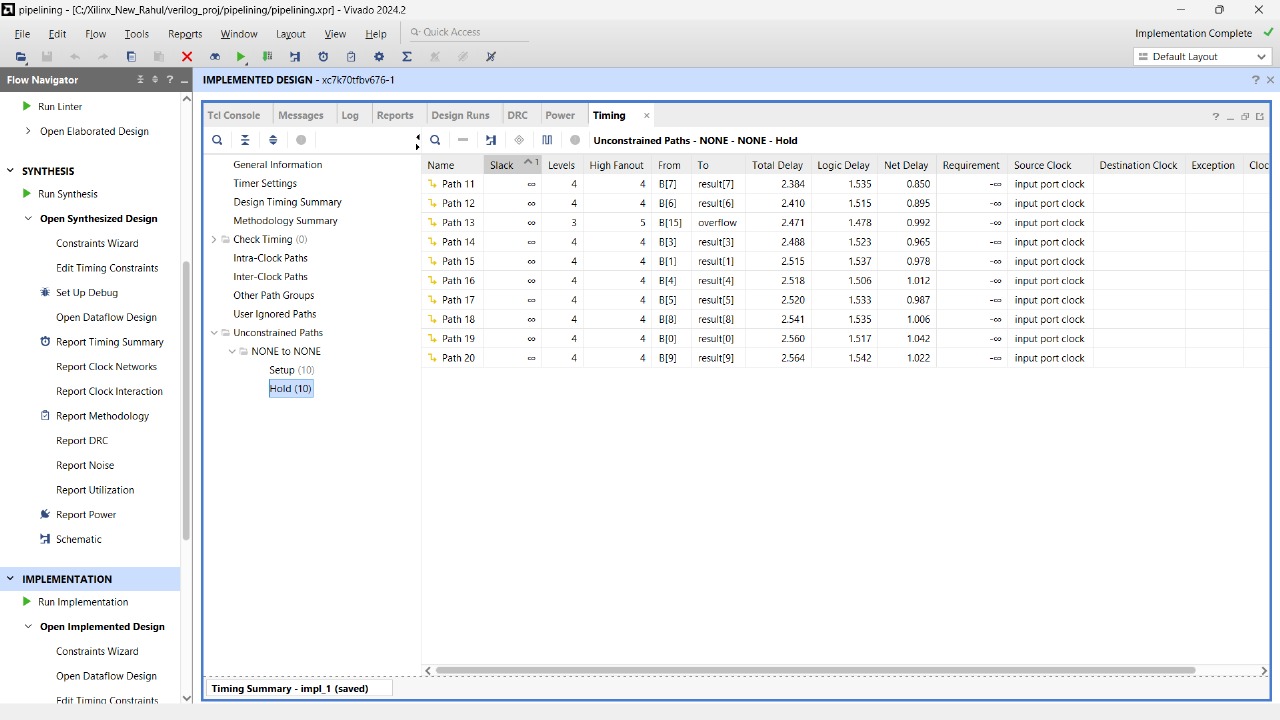 pipelining - [C:/Xilinx_New_Rahul/verilog_proj/pipelining/pipelining.xpr] - Vivado 2024.2
File Edit Flow Tools Reports Window Layout View Help Quick Access Implementation Complete
Default Layout
Flow Navigator
Run Linter
Open Elaborated Design
SYNTHESIS
Run Synthesis
Open Synthesized Design
Constraints Wizard
Edit Timing Constraints
Set Up Debug
Open Dataflow Design
Report Timing Summary
Report Clock Networks
Report Clock Interaction
Report Methodology
Report DRC
Report Noise
Report Utilization
Report Power
Schematic
IMPLEMENTATION
Run Implementation
Open Implemented Design
Constraints Wizard
Open Dataflow Design
Edit Timing Constraints
IMPLEMENTED DESIGN - xc7k70tfbv676-1
Tcl Console Messages Log Reports Design Runs DRC Power Timing
General Information
Timer Settings
Design Timing Summary
Methodology Summary
Check Timing (0)
Intra-Clock Paths
Inter-Clock Paths
Other Path Groups
User Ignored Paths
Unconstrained Paths
NONE to NONE
Setup (10)
Hold (10)
Unconstrained Paths - NONE - NONE - Hold
Name Slack 1 Levels High Fanout From To Total Delay Logic Delay Net Delay Requirement Source Clock Destination Clock Exception Cloc
Path 11 ∞ 4 4 B[7] result[7] 2.384 1.535 0.850 -∞ input port clock
Path 12 ∞ 4 4 B[6] result[6] 2.410 1.515 0.895 -∞ input port clock
Path 13 ∞ 3 5 B[15] overflow 2.471 1.478 0.992 -∞ input port clock
Path 14 ∞ 4 4 B[3] result[3] 2.488 1.523 0.965 -∞ input port clock
Path 15 ∞ 4 4 B[1] result[1] 2.515 1.537 0.978 -∞ input port clock
Path 16 ∞ 4 4 B[4] result[4] 2.518 1.506 1.012 -∞ input port clock
Path 17 ∞ 4 4 B[5] result[5] 2.520 1.533 0.987 -∞ input port clock
Path 18 ∞ 4 4 B[8] result[8] 2.541 1.535 1.006 -∞ input port clock
Path 19 ∞ 4 4 B[0] result[0] 2.560 1.517 1.042 -∞ input port clock
Path 20 ∞ 4 4 B[9] result[9] 2.564 1.542 1.022 -∞ input port clock
Timing Summary - impl_1 (saved)